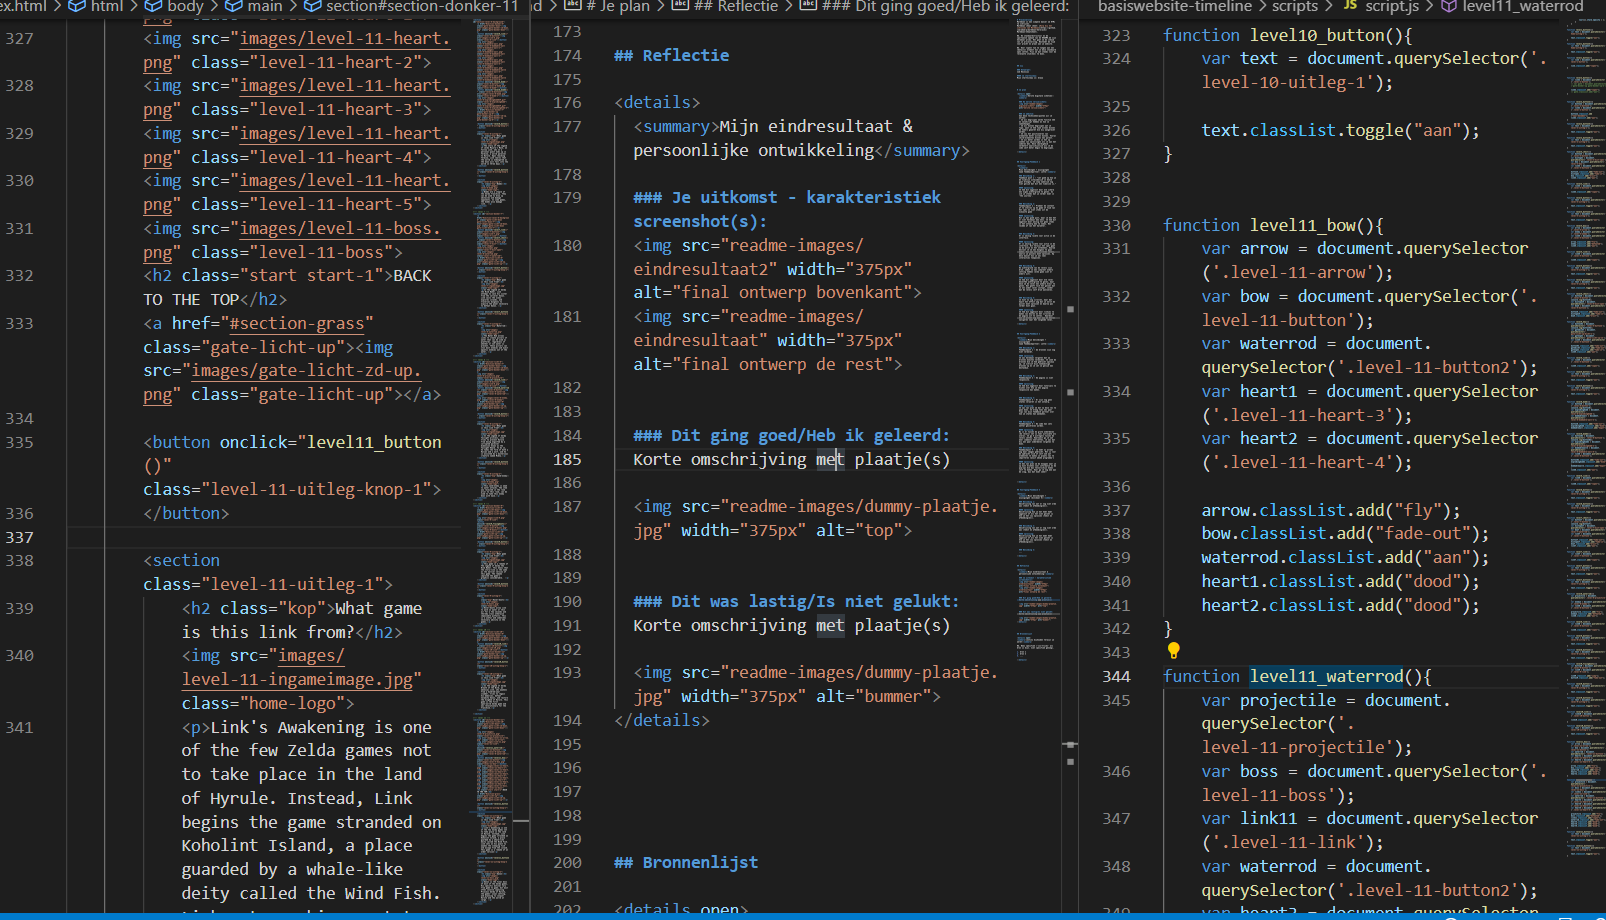 ex.html > html > body > main > section#section-donker-11
327 <img src="images/level-11-heart.
png" class="level-11-heart-2">
328 <img src="images/level-11-heart.
png" class="level-11-heart-3">
329 <img src="images/level-11-heart.
png" class="level-11-heart-4">
330 <img src="images/level-11-heart.
png" class="level-11-heart-5">
331 <img src="images/level-11-boss.
png" class="level-11-boss">
332 <h2 class="start start-1">BACK
TO THE TOP</h2>
333 <a href="#section-grass"
class="gate-licht-up"><img
src="images/gate-licht-zd-up.
png" class="gate-licht-up"></a>
334
335 <button onclick="level11_button
()"
class="level-11-uitleg-knop-1">
336 </button>
337
338 <section
class="level-11-uitleg-1">
339 <h2 class="kop">What game
is this link from?</h2>
340 <img src="images/
level-11-ingameimage.jpg"
class="home-logo">
341 <p>Link's Awakening is one
of the few Zelda games not
to take place in the land
of Hyrule. Instead, Link
begins the game stranded on
Koholint Island, a place
guarded by a whale-like
deity called the Wind Fish.
# Je plan > ## Reflectie > ### Dit ging goed/Heb ik geleerd:
173
174 ## Reflectie
175
176 <details>
177 <summary>Mijn eindresultaat &
persoonlijke ontwikkeling</summary>
178
179 ### Je uitkomst - karakteristiek
screenshot(s):
180 <img src="readme-images/
eindresultaat2" width="375px"
alt="final ontwerp bovenkant">
181 <img src="readme-images/
eindresultaat" width="375px"
alt="final ontwerp de rest">
182
183
184 ### Dit ging goed/Heb ik geleerd:
185 Korte omschrijving met plaatje(s)
186
187 <img src="readme-images/dummy-plaatje.
jpg" width="375px" alt="top">
188
189
190 ### Dit was lastig/Is niet gelukt:
191 Korte omschrijving met plaatje(s)
192
193 <img src="readme-images/dummy-plaatje.
jpg" width="375px" alt="bummer">
194 </details>
195
196
197
198
199
200 ## Bronnenlijst
201
202 <details open>
basiswebsite-timeline > scripts > JS script.js > level11_waterrod
323 function level10_button(){
324 var text = document.querySelector('.
level-10-uitleg-1');
325
326 text.classList.toggle("aan");
327 }
328
329
330 function level11_bow(){
331 var arrow = document.querySelector
('.level-11-arrow');
332 var bow = document.querySelector('.
level-11-button');
333 var waterrod = document.
querySelector('.level-11-button2');
334 var heart1 = document.querySelector
('.level-11-heart-3');
335 var heart2 = document.querySelector
('.level-11-heart-4');
336
337 arrow.classList.add("fly");
338 bow.classList.add("fade-out");
339 waterrod.classList.add("aan");
340 heart1.classList.add("dood");
341 heart2.classList.add("dood");
342 }
343
344 function level11_waterrod(){
345 var projectile = document.
querySelector('.
level-11-projectile');
346 var boss = document.querySelector('.
level-11-boss');
347 var link11 = document.querySelector
('.level-11-link');
348 var waterrod = document.
querySelector('.level-11-button2');